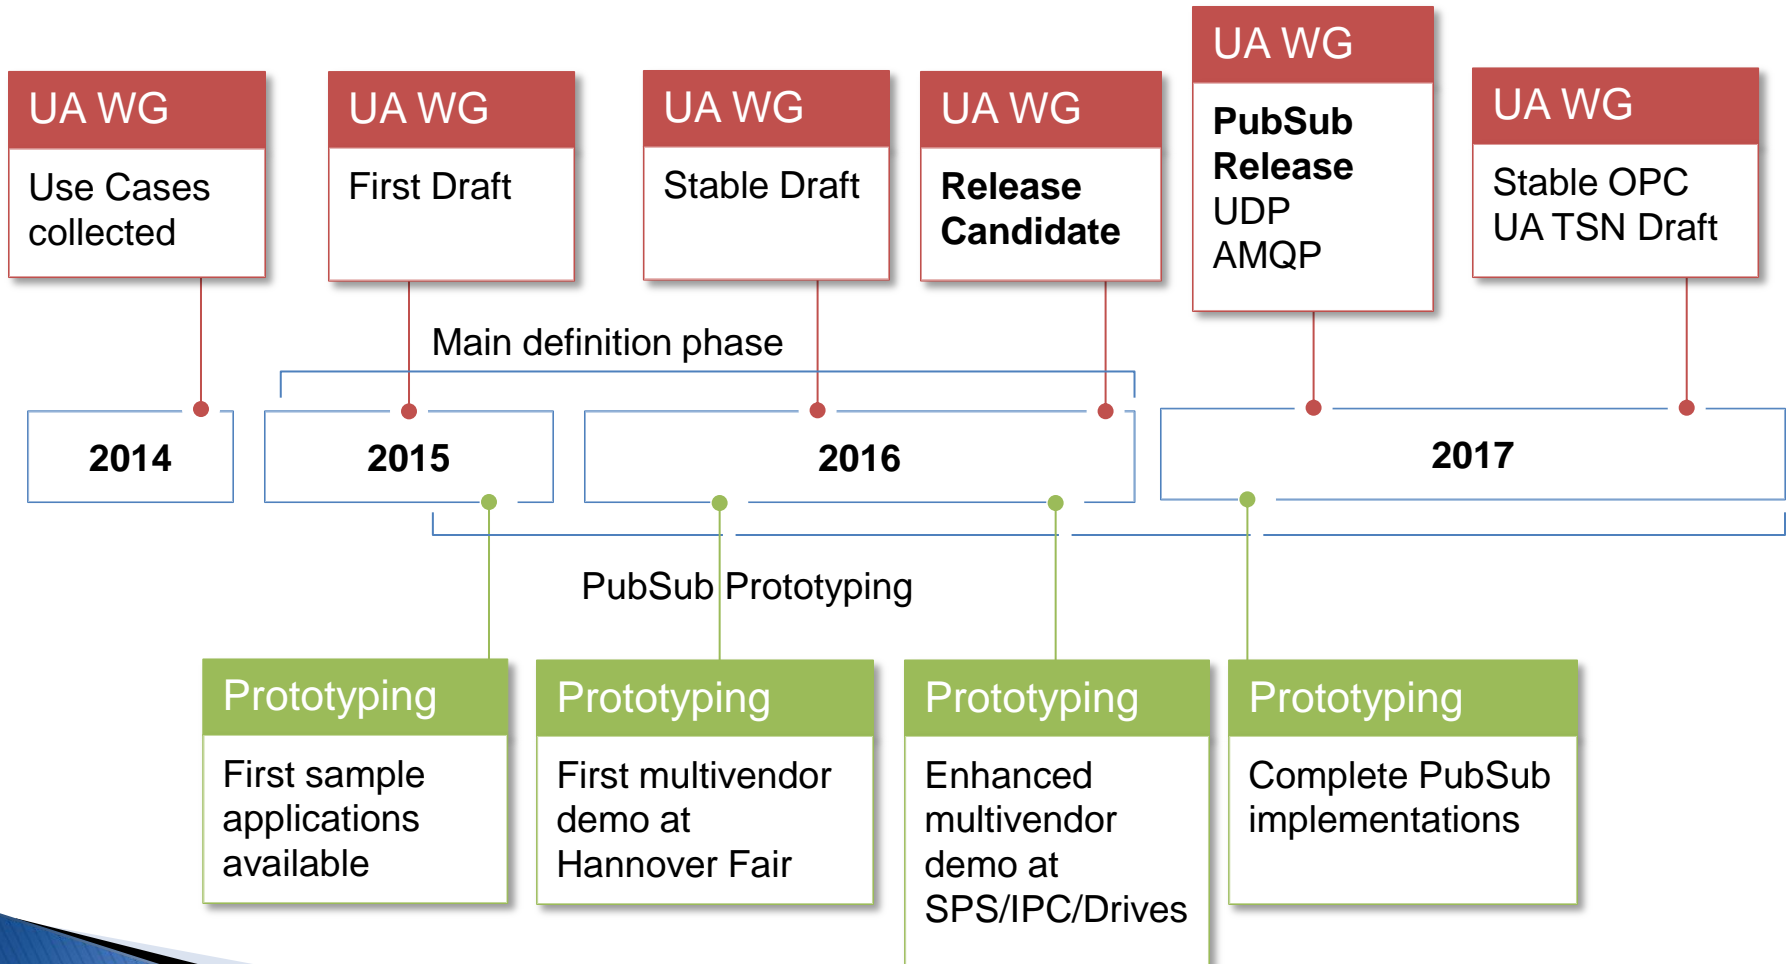 UA WG
Use Cases
collected
UA WG
First Draft
UA WG
Stable Draft
UA WG
Release
Candidate
UA WG
PubSub
Release
UDP
AMQP
UA WG
Stable OPC
UA TSN Draft
Main definition phase
2014
2015
2016
2017
PubSub Prototyping
Prototyping
First sample
applications
available
Prototyping
First multivendor
demo at
Hannover Fair
Prototyping
Enhanced
multivendor
demo at
SPS/IPC/Drives
Prototyping
Complete PubSub
implementations